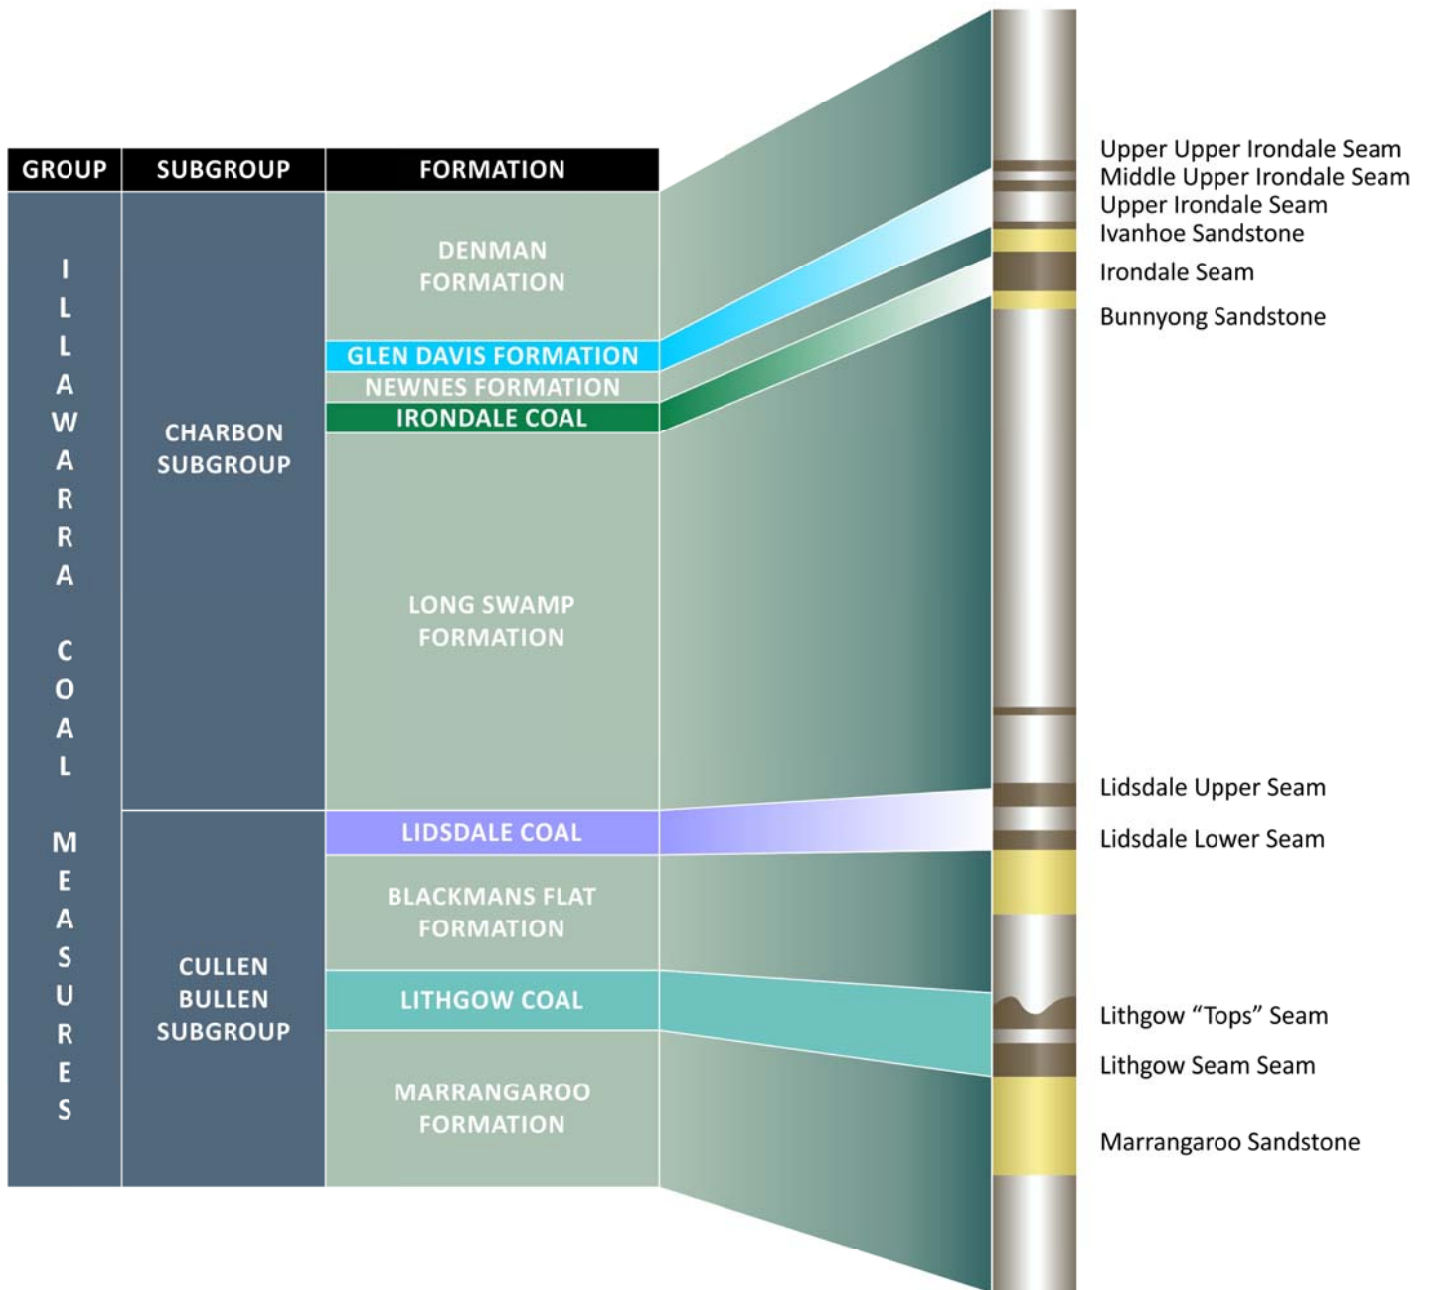 GROUP
SUBGROUP
FORMATION
ILLAWARRA COAL MEASURES
CHARBON
SUBGROUP
CULLEN
BULLEN
SUBGROUP
DENMAN
FORMATION
GLEN DAVIS FORMATION
NEWNES FORMATION
IRONDALE COAL
LONG SWAMP
FORMATION
LIDSDALE COAL
BLACKMANS FLAT
FORMATION
LITHGOW COAL
MARRANGAROO
FORMATION
Upper Upper Irondale Seam
Middle Upper Irondale Seam
Upper Irondale Seam
Ivanhoe Sandstone
Irondale Seam
Bunnyong Sandstone
Lidsdale Upper Seam
Lidsdale Lower Seam
Lithgow “Tops” Seam
Lithgow Seam Seam
Marrangaroo Sandstone